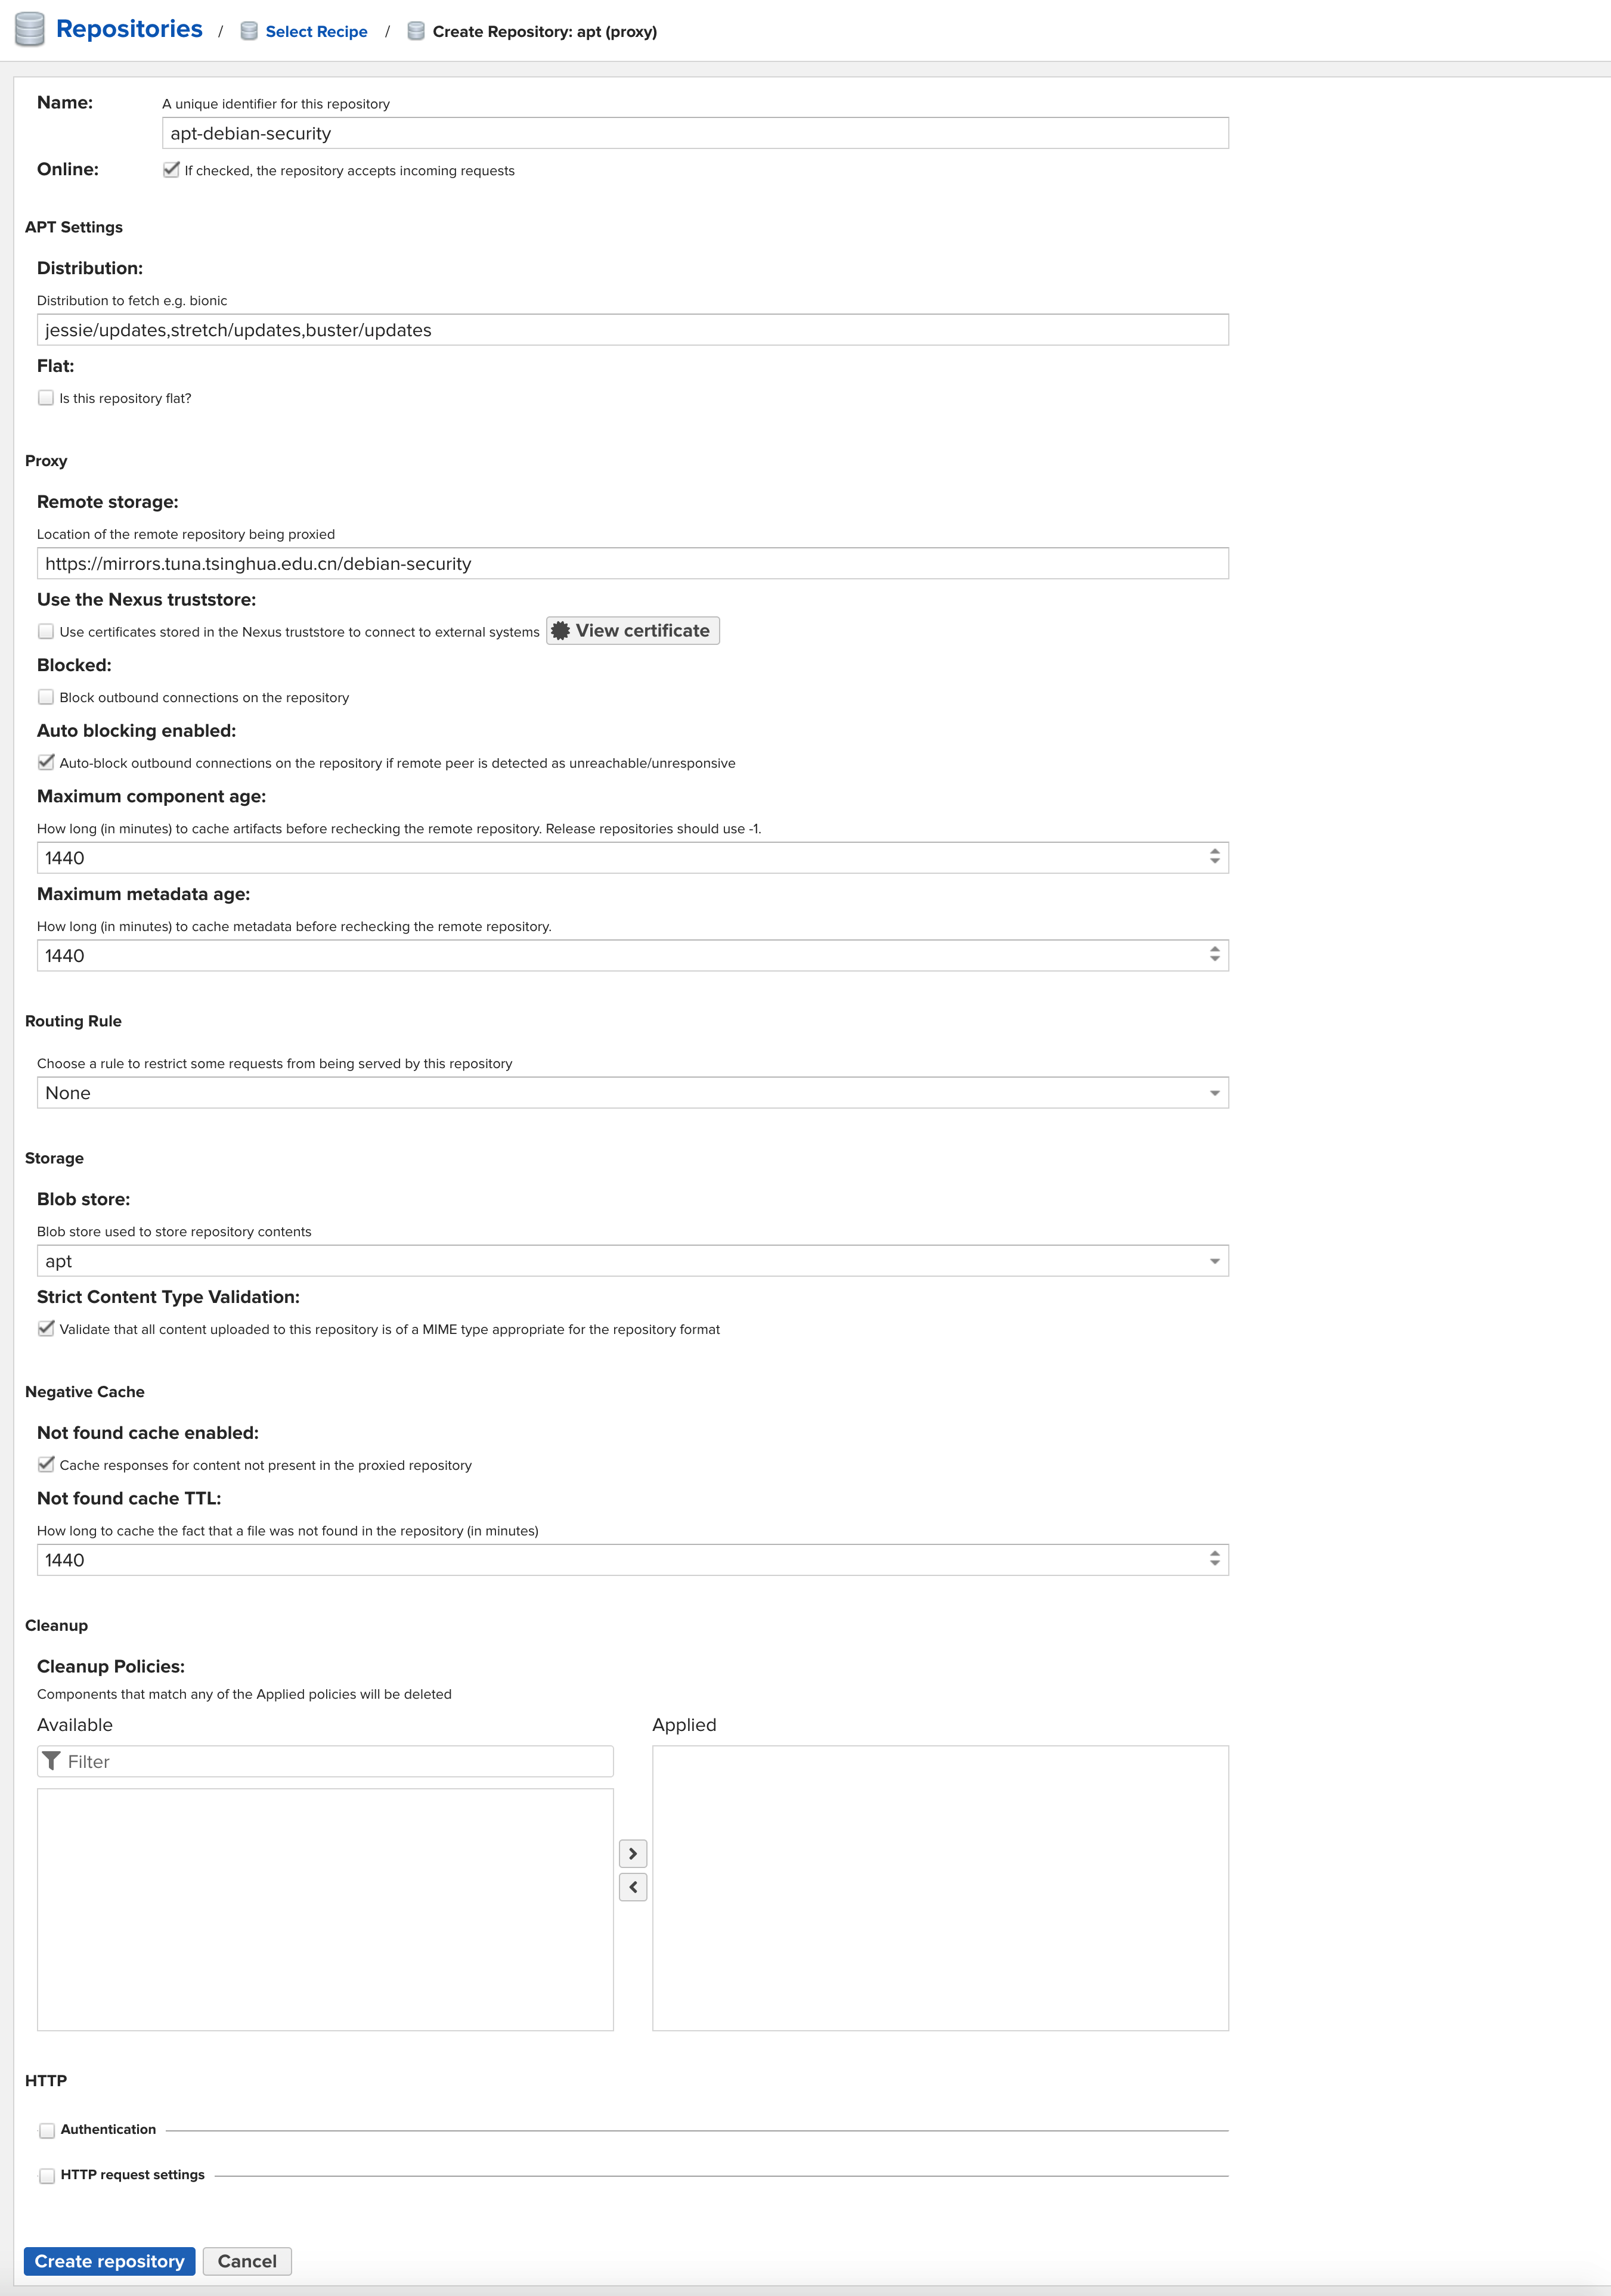 Repositories / Select Recipe / Create Repository: apt (proxy)
Name: A unique identifier for this repository
apt-debian-security
Online: If checked, the repository accepts incoming requests
APT Settings
Distribution:
Distribution to fetch e.g. bionic
jessie/updates,stretch/updates,buster/updates
Flat:
Is this repository flat?
Proxy
Remote storage:
Location of the remote repository being proxied
https://mirrors.tuna.tsinghua.edu.cn/debian-security
Use the Nexus truststore:
Use certificates stored in the Nexus truststore to connect to external systems View certificate
Blocked:
Block outbound connections on the repository
Auto blocking enabled:
Auto-block outbound connections on the repository if remote peer is detected as unreachable/unresponsive
Maximum component age:
How long (in minutes) to cache artifacts before rechecking the remote repository. Release repositories should use -1.
1440
Maximum metadata age:
How long (in minutes) to cache metadata before rechecking the remote repository.
1440
Routing Rule
Choose a rule to restrict some requests from being served by this repository
None
Storage
Blob store:
Blob store used to store repository contents
apt
Strict Content Type Validation:
Validate that all content uploaded to this repository is of a MIME type appropriate for the repository format
Negative Cache
Not found cache enabled:
Cache responses for content not present in the proxied repository
Not found cache TTL:
How long to cache the fact that a file was not found in the repository (in minutes)
1440
Cleanup
Cleanup Policies:
Components that match any of the Applied policies will be deleted
Available Applied
Filter
HTTP
Authentication
HTTP request settings
Create repository Cancel